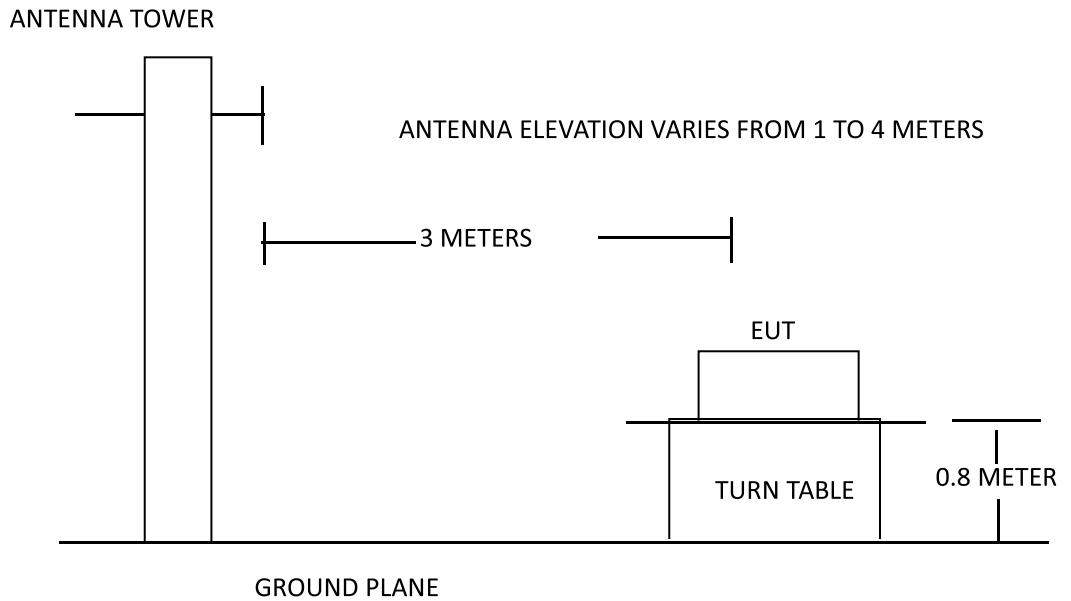 ANTENNA TOWER
ANTENNA ELEVATION VARIES FROM 1 TO 4 METERS
3 METERS
EUT
TURN TABLE
0.8 METER
GROUND PLANE